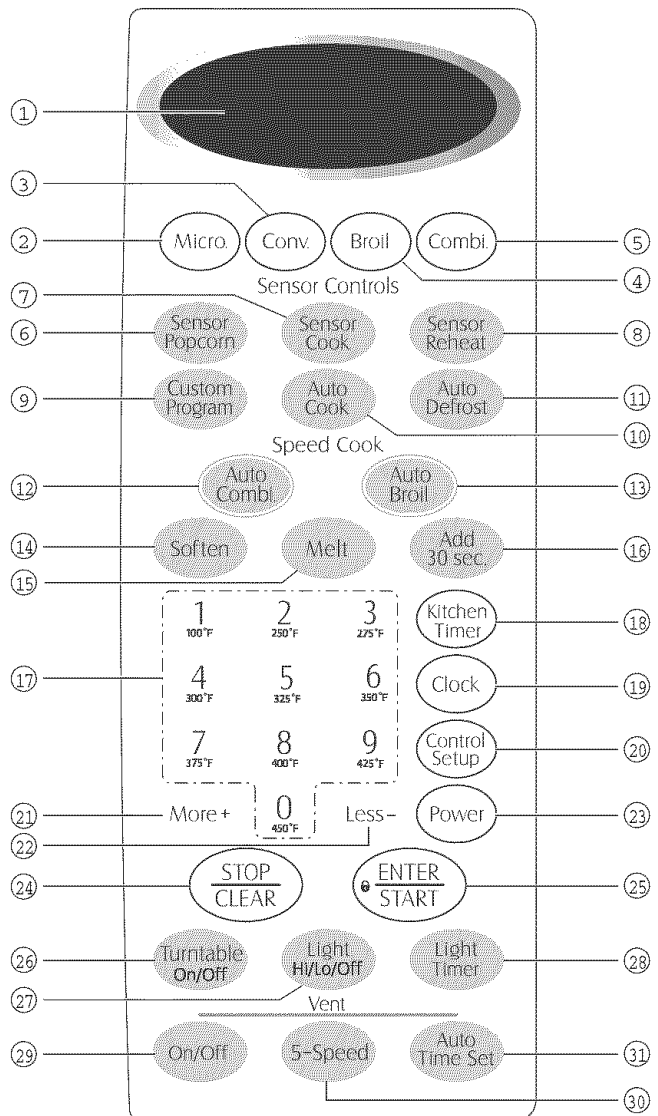 1
3
2 Micro. Conv. Broil Combi. 5
4
7 Sensor Controls
6 Sensor Popcorn Sensor Cook Sensor Reheat 8
9 Custom Program Auto Cook Auto Defrost 11
10
Speed Cook
12 Auto Combi Auto Broil 13
14 Soften Melt Add 30 sec. 16
15
1 2 3 Kitchen Timer 18
100°F 250°F 275°F
17 4 5 6 Clock 19
300°F 325°F 350°F
7 8 9 Control Setup 20
375°F 400°F 425°F
21 More+ 0 Less- Power 23
450°F
22
24 STOP CLEAR ENTER START 25
26 Turntable On/Off Light Hi/Lo/Off Light Timer 28
27 Vent
29 On/Off 5-Speed Auto Time Set 31
30